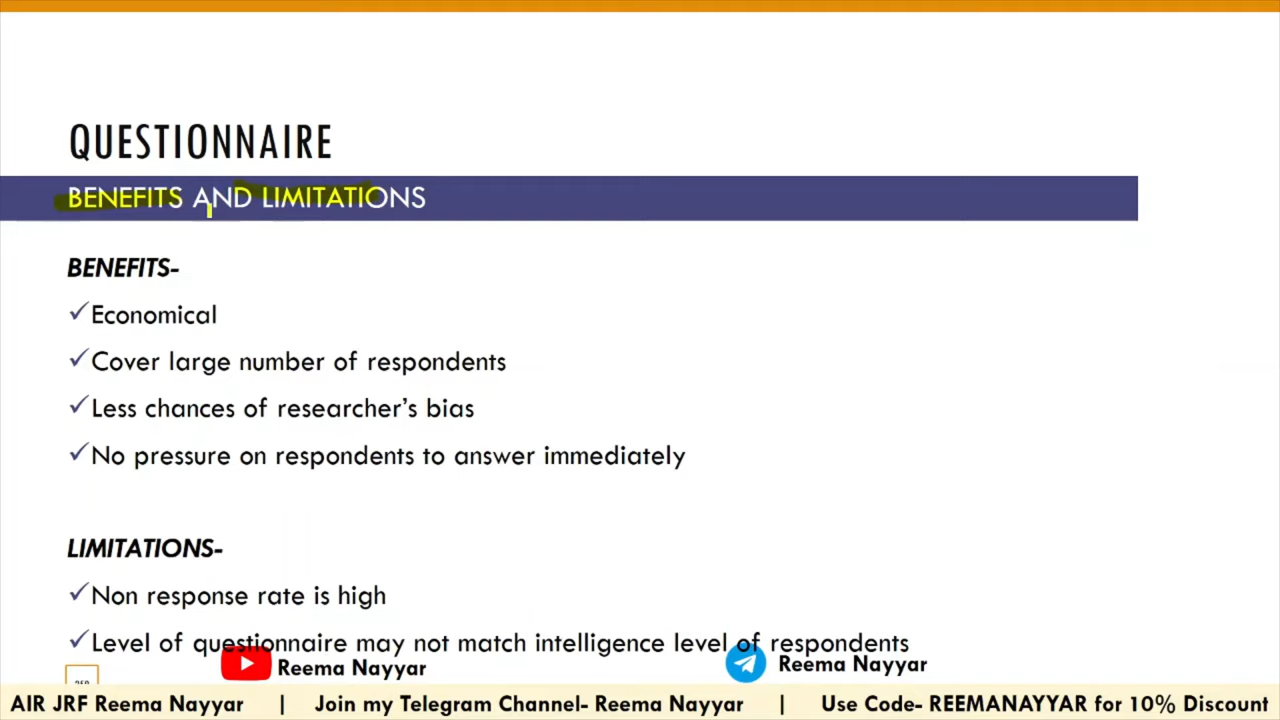 QUESTIONNAIRE
BENEFITS AND LIMITATIONS
BENEFITS-
✓Economical
✓Cover large number of respondents
✓Less chances of researcher's bias
✓No pressure on respondents to answer immediately
LIMITATIONS-
✓Non response rate is high
✓Level of questionnaire may not match intelligence level of respondents
Reema Nayyar
Reema Nayyar
AIR JRF Reema Nayyar | Join my Telegram Channel- Reema Nayyar | Use Code- REEMANAYYAR for 10% Discount